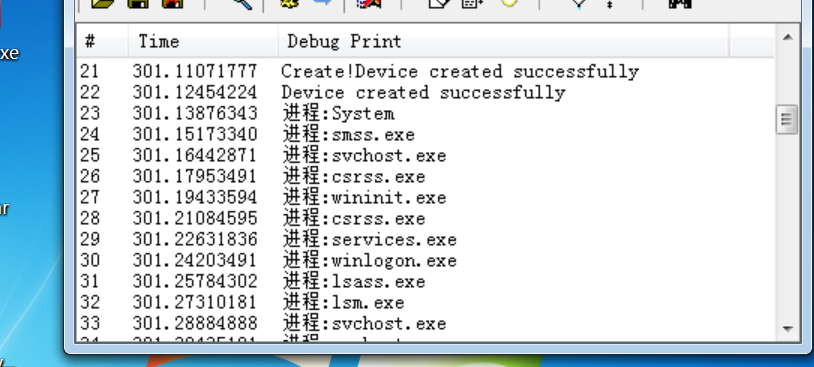 xe
# Time Debug Print
21 301.11071777 Create!Device created successfully
22 301.12454224 Device created successfully
23 301.13876343 进程:System
24 301.15173340 进程:smss.exe
25 301.16442871 进程:svchost.exe
26 301.17953491 进程:csrss.exe
27 301.19433594 进程:wininit.exe
28 301.21084595 进程:csrss.exe
29 301.22631836 进程:services.exe
30 301.24203491 进程:winlogon.exe
31 301.25784302 进程:lsass.exe
32 301.27310181 进程:lsm.exe
33 301.28884888 进程:svchost.exe